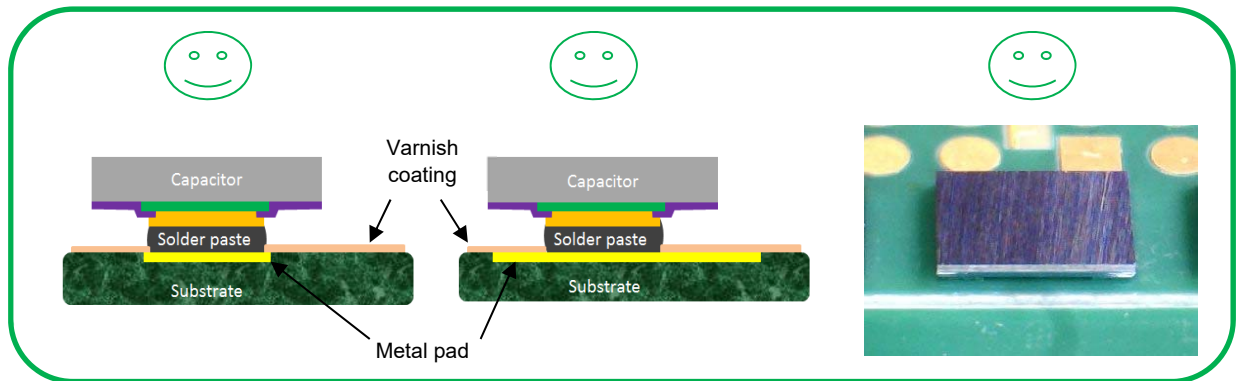 Varnish
coating
Capacitor
Capacitor
Solder paste
Solder paste
Substrate
Substrate
Metal pad